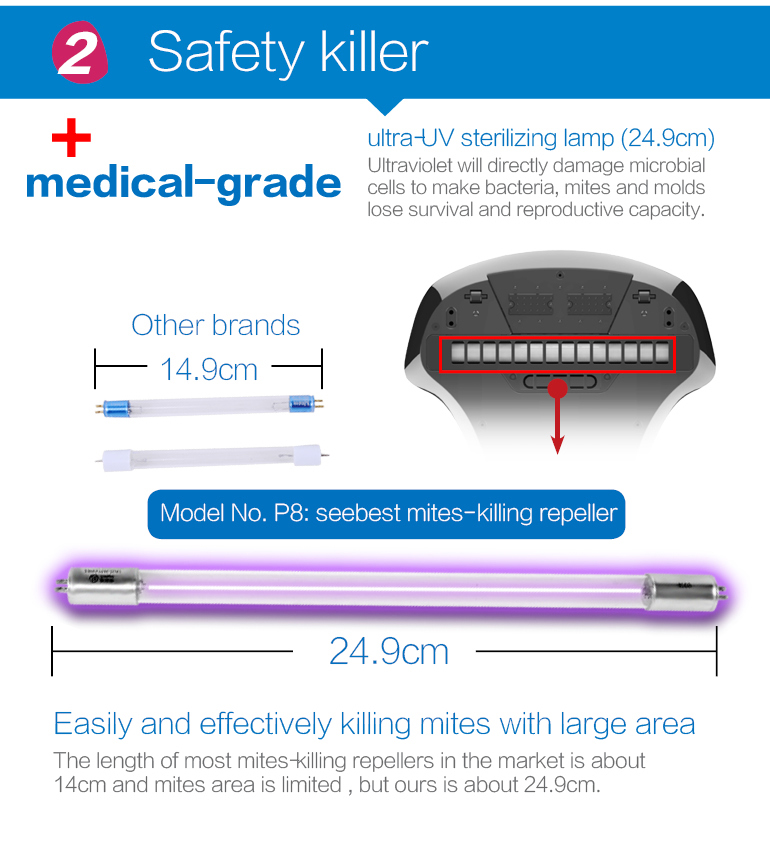 2 Safety killer
medical-grade
ultra-UV sterilizing lamp (24.9cm)
Ultraviolet will directly damage microbial
cells to make bacteria, mites and molds
lose survival and reproductive capacity.
Other brands
14.9cm
Model No. P8: seebest mites-killing repeller
24.9cm
Easily and effectively killing mites with large area
The length of most mites-killing repellers in the market is about
14cm and mites area is limited , but ours is about 24.9cm.